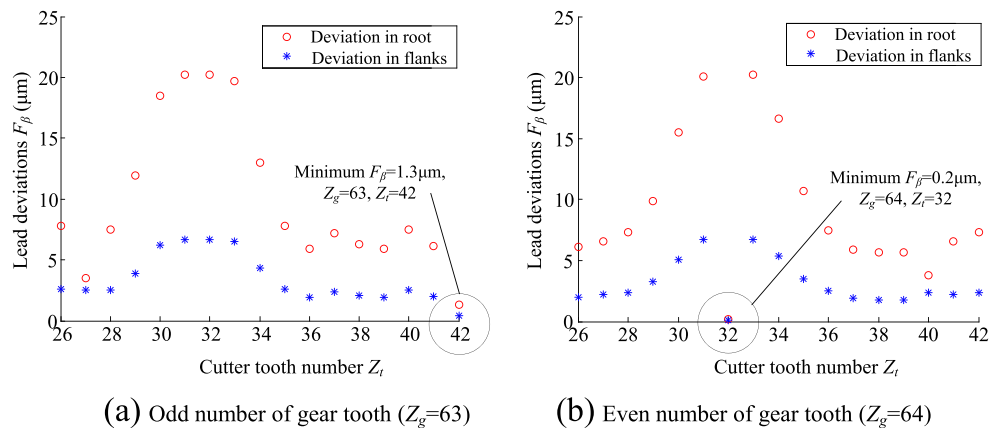 25
20
15
10
5
0
Lead deviations Fβ (μm)
Deviation in root
Deviation in flanks
Minimum Fβ=1.3μm,
Zg=63, Zt=42
26 28 30 32 34 36 38 40 42
Cutter tooth number Zt
(a) Odd number of gear tooth (Zg=63)
25
20
15
10
5
0
Lead deviations Fβ (μm)
Deviation in root
Deviation in flanks
Minimum Fβ=0.2μm,
Zg=64, Zt=32
26 28 30 32 34 36 38 40 42
Cutter tooth number Zt
(b) Even number of gear tooth (Zg=64)